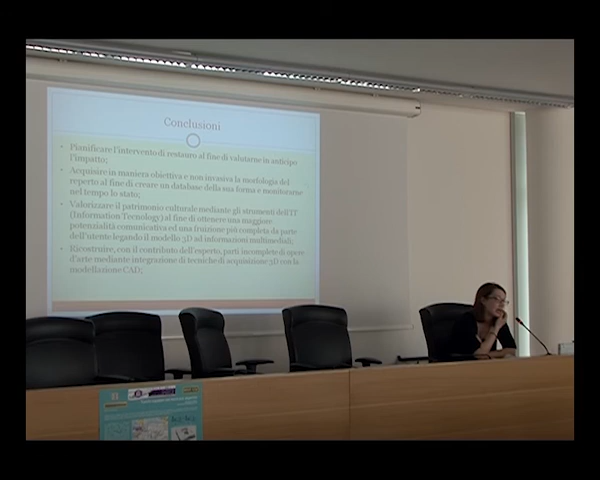 Conclusioni
Pianificare l'intervento di restauro al fine di valutarne in anticipo
l'impatto;
Acquisire in maniera obiettiva e non invasiva la morfologia del
reperto al fine di creare un database della sua forma e monitorarne
nel tempo lo stato;
Valorizzare il patrimonio culturale mediante gli strumenti dell'IT
(Information Tecnology) al fine di ottenere una maggiore
potenzialità comunicativa ed una fruizione più completa da parte
dell'utente legando il modello 3D ad informazioni multimediali;
Ricostruire, con il contributo dell'esperto, parti incomplete di opere
d'arte mediante integrazione di tecniche di acquisizione 3D con la
modellazione CAD;